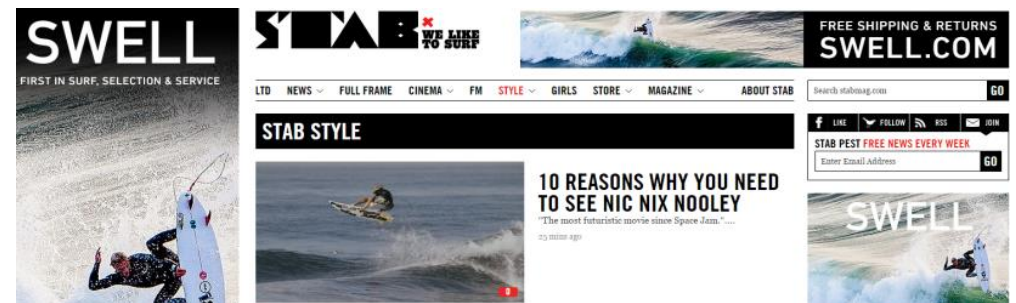 SWELL
FIRST IN SURF, SELECTION & SERVICE
STAB
WE LIKE
TO SURF
FREE SHIPPING & RETURNS
SWELL.COM
LTD NEWS FULL FRAME CINEMA FM STYLE GIRLS STORE MAGAZINE ABOUT STAB
Search stabmag.com GO
LIKE FOLLOW RSS JOIN
STAB PEST FREE NEWS EVERY WEEK
Enter Email Address GO
STAB STYLE
10 REASONS WHY YOU NEED
TO SEE NIC NIX NOOLEY
"The most futuristic movie since Space Jam."....
25 mins ago
0
SWELL